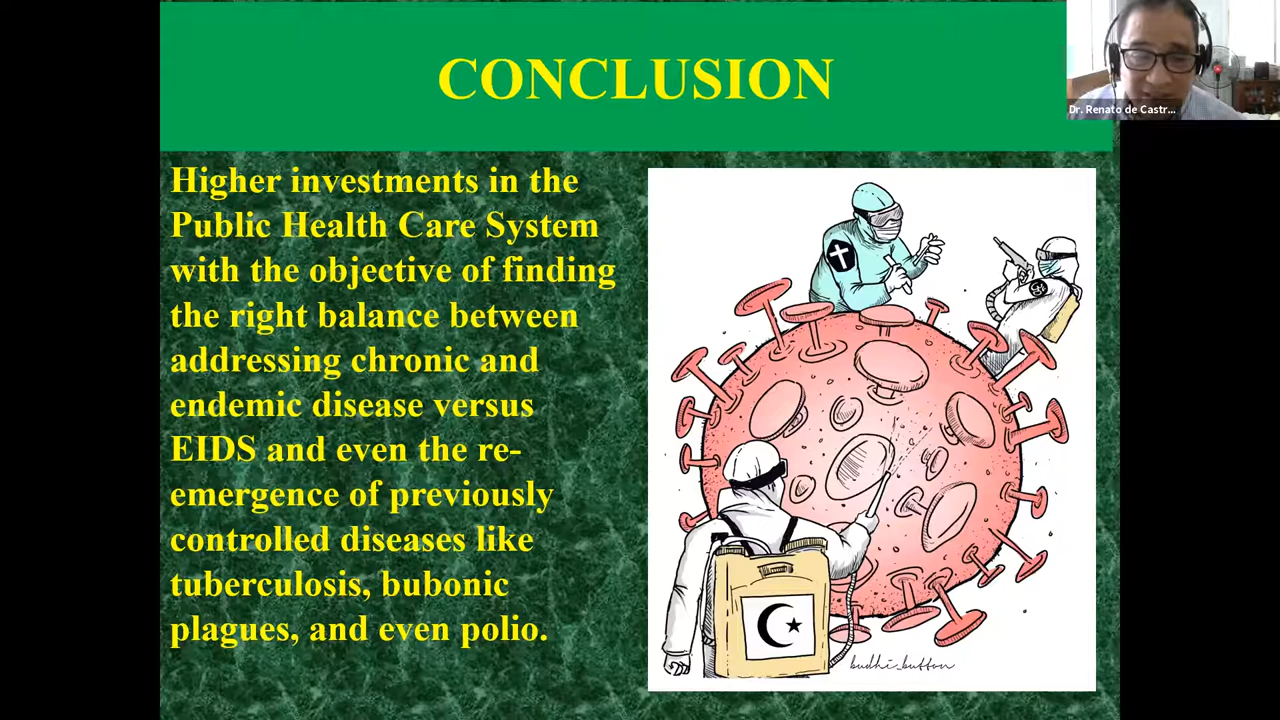 CONCLUSION
Dr. Renato de Castr...
Higher investments in the
Public Health Care System
with the objective of finding
the right balance between
addressing chronic and
endemic disease versus
EIDS and even the re-
emergence of previously
controlled diseases like
tuberculosis, bubonic
plagues, and even polio.
budhi_button